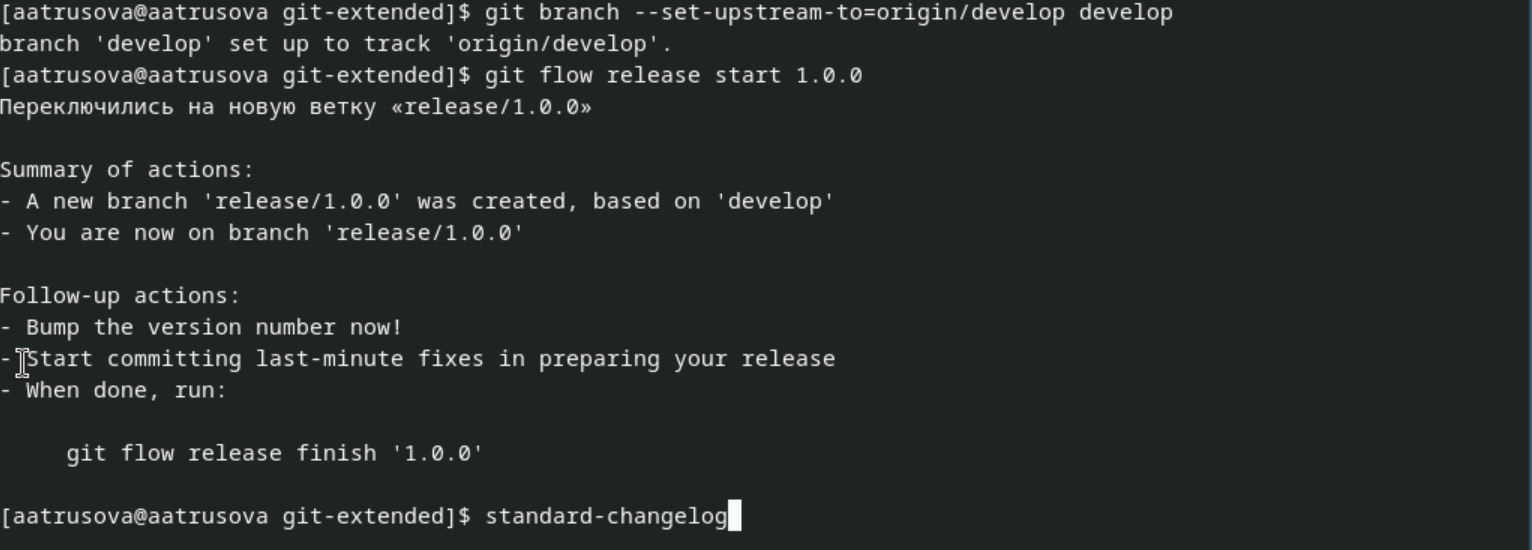 [aatrusova@aatrusova git-extended]$ git branch --set-upstream-to=origin/develop develop
branch 'develop' set up to track 'origin/develop'.
[aatrusova@aatrusova git-extended]$ git flow release start 1.0.0
Переключились на новую ветку «release/1.0.0»
Summary of actions:
- A new branch 'release/1.0.0' was created, based on 'develop'
- You are now on branch 'release/1.0.0'
Follow-up actions:
- Bump the version number now!
- Start committing last-minute fixes in preparing your release
- When done, run:
git flow release finish '1.0.0'
[aatrusova@aatrusova git-extended]$ standard-changelog